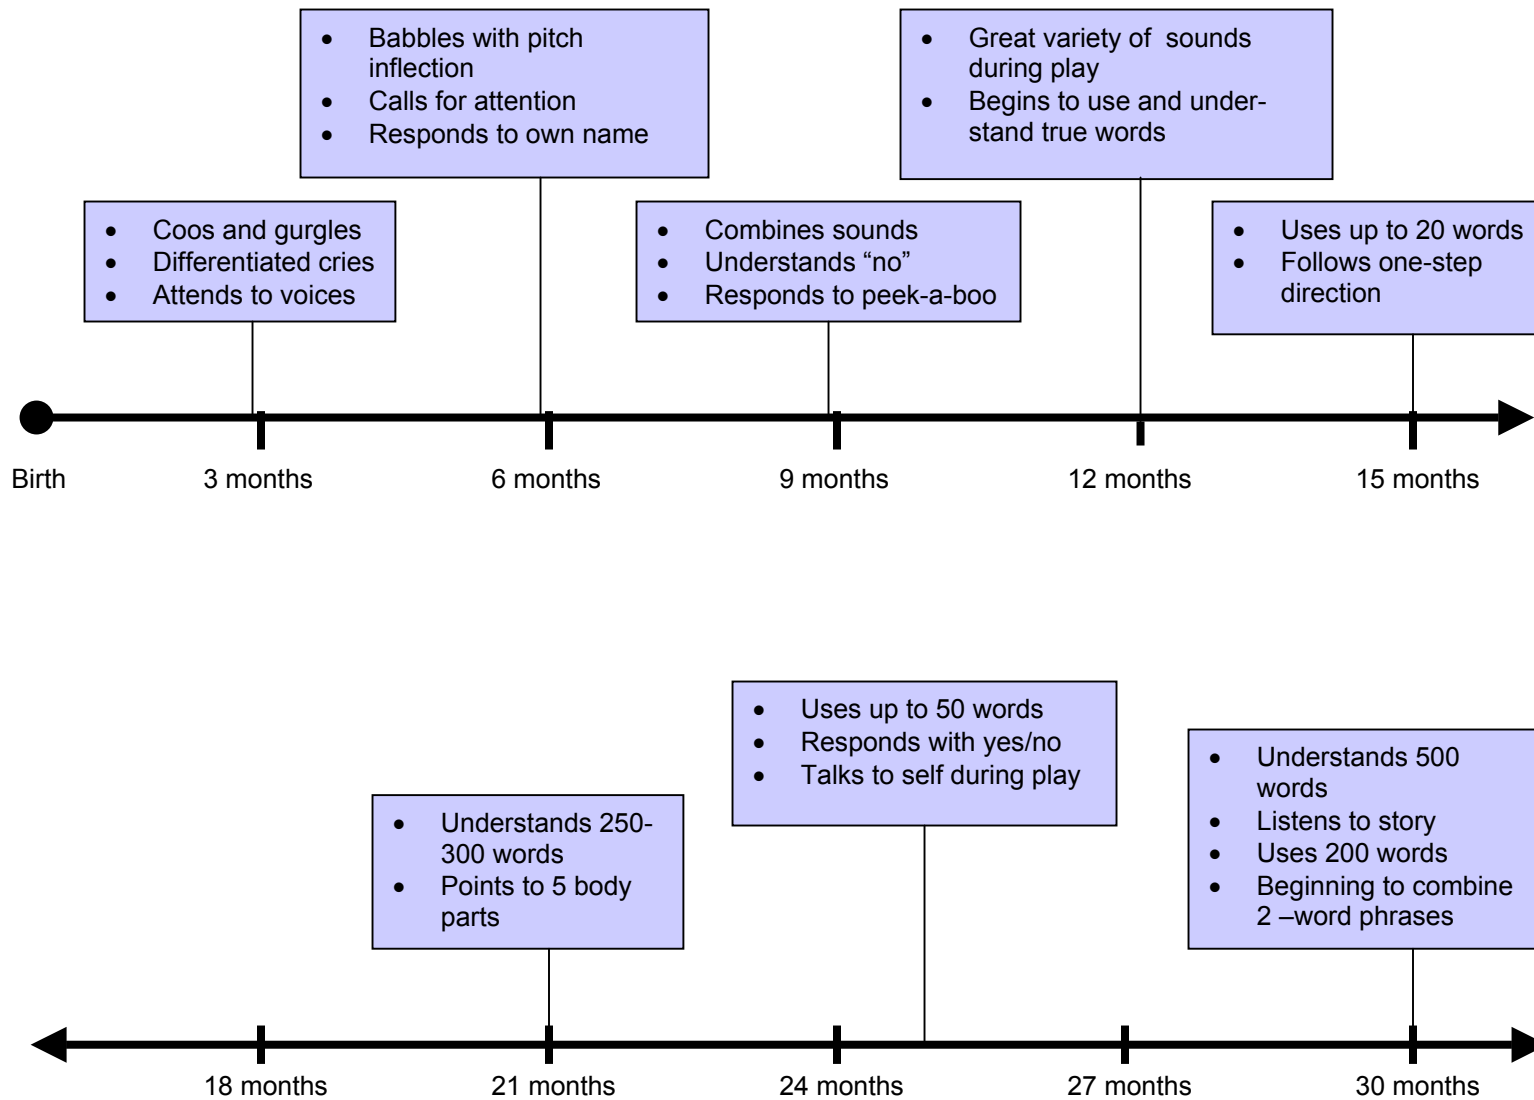 • Babbles with pitch
inflection
• Calls for attention
• Responds to own name
• Great variety of  sounds
during play
• Begins to use and under-
stand true words
• Coos and gurgles
• Differentiated cries
• Attends to voices
• Combines sounds
• Understands “no”
• Responds to peek-a-boo
• Uses up to 20 words
• Follows one-step
direction
Birth
3 months
6 months
9 months
12 months
15 months
• Uses up to 50 words
• Responds with yes/no
• Talks to self during play
• Understands 500
words
• Listens to story
• Uses 200 words
• Beginning to combine
2 –word phrases
• Understands 250-
300 words
• Points to 5 body
parts
18 months
21 months
24 months
27 months
30 months